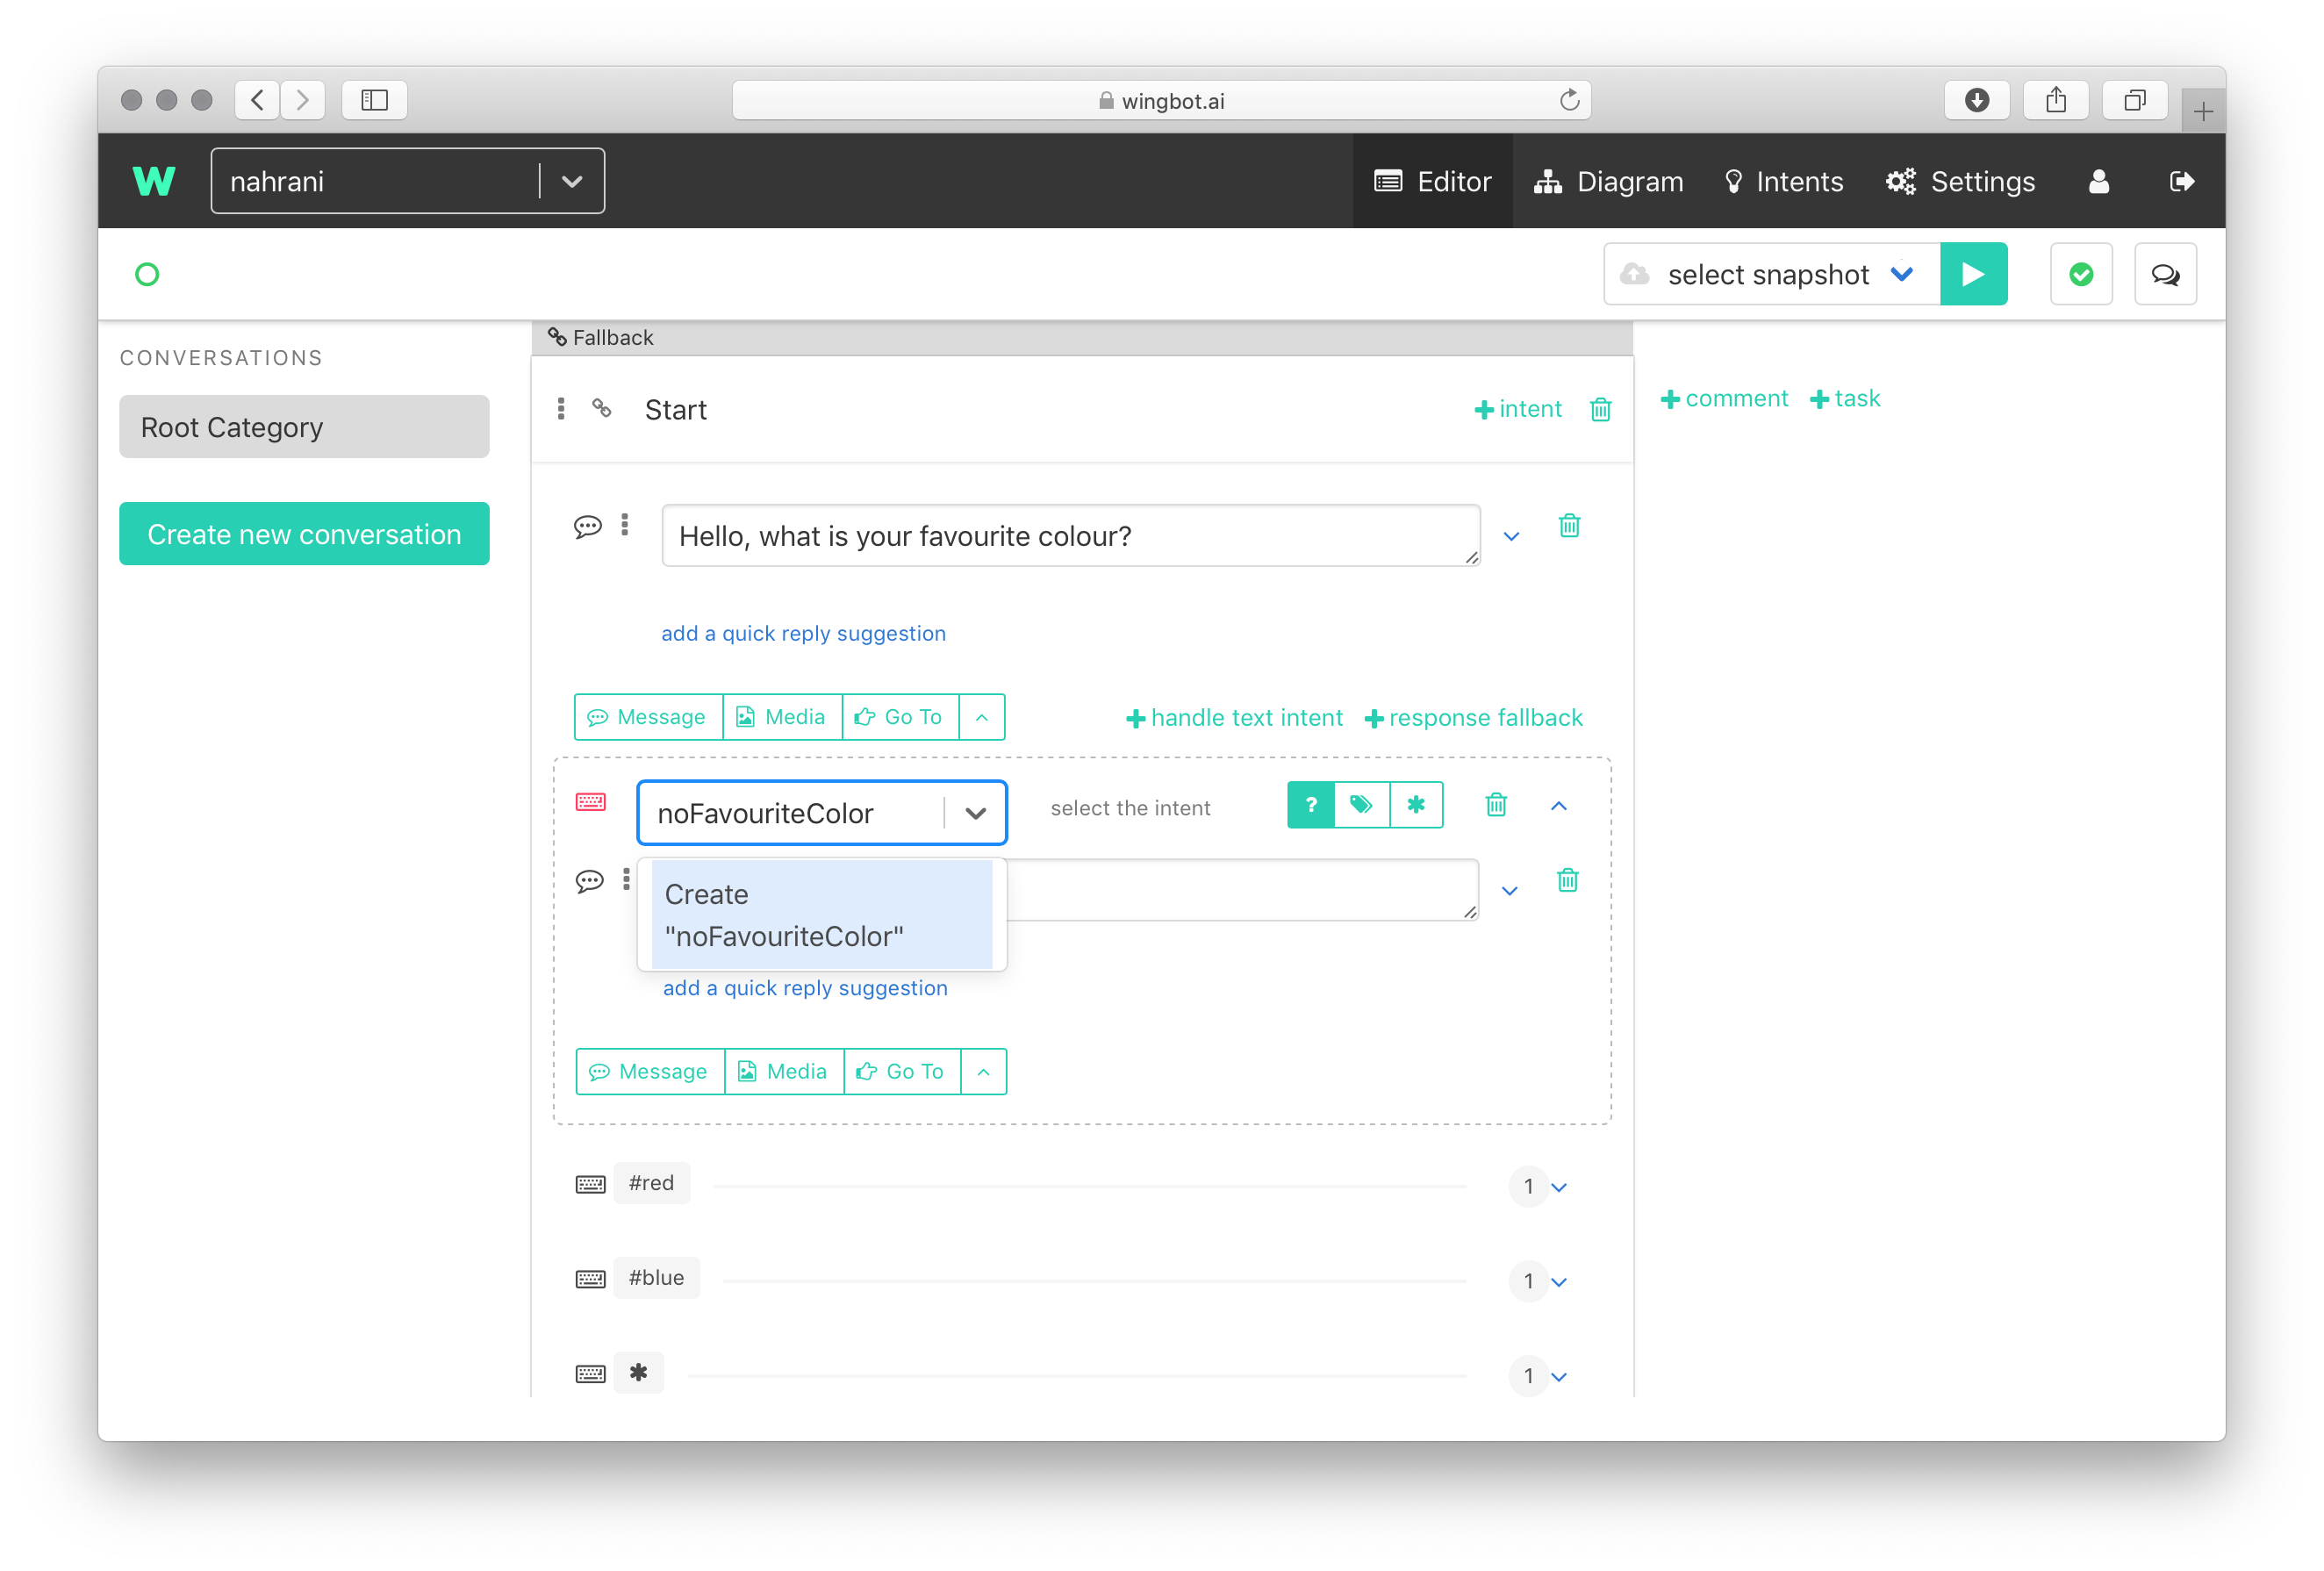 wingbot.ai
W
nahrani
Editor
Diagram
Intents
Settings
select snapshot
CONVERSATIONS
Root Category
Create new conversation
Fallback
Start
+ intent
+ comment
+ task
Hello, what is your favourite colour?
add a quick reply suggestion
Message
Media
Go To
+ handle text intent
+ response fallback
noFavouriteColor
select the intent
?
*
Create
"noFavouriteColor"
add a quick reply suggestion
Message
Media
Go To
#red
1
#blue
1
*
1